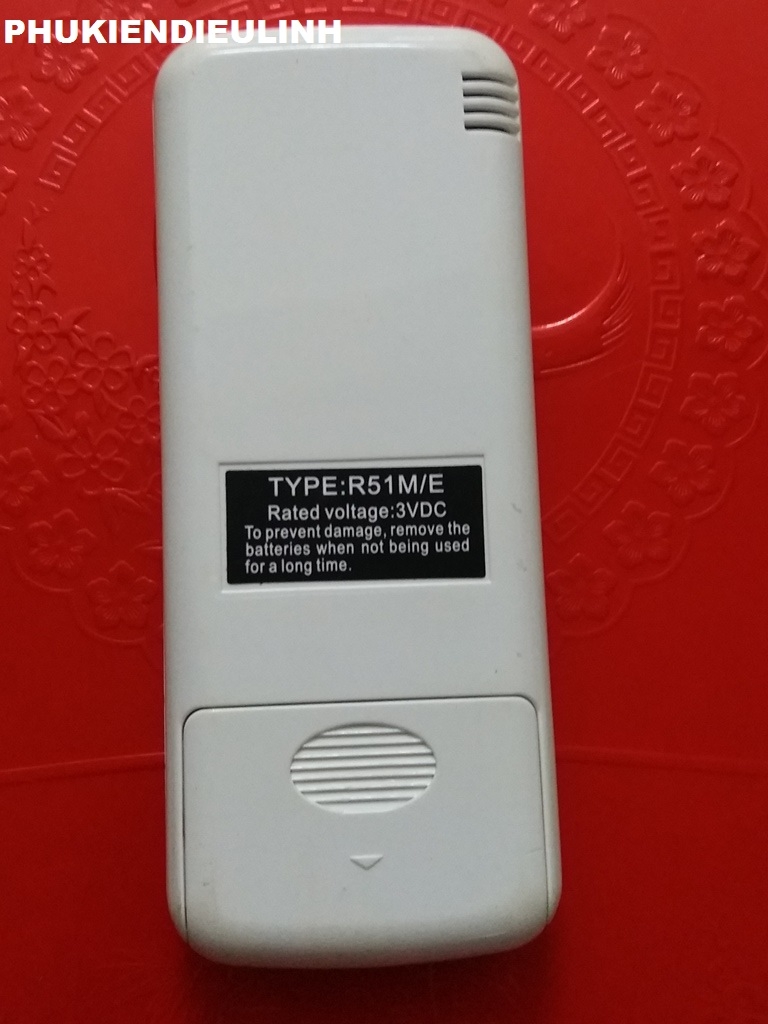 PHUKIENDIEULINH
TYPE:R51M/E
Rated voltage:3VDC
To prevent damage, remove the
batteries when not being used
for a long time.